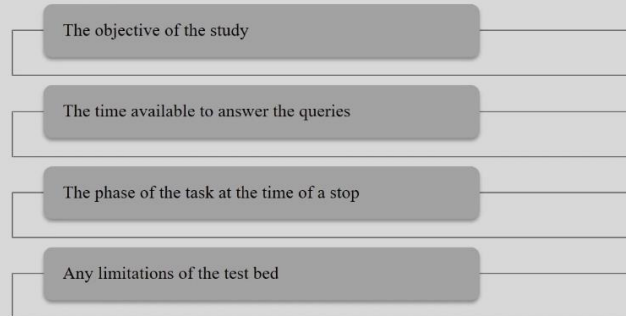 The objective of the study
The time available to answer the queries
The phase of the task at the time of a stop
Any limitations of the test bed